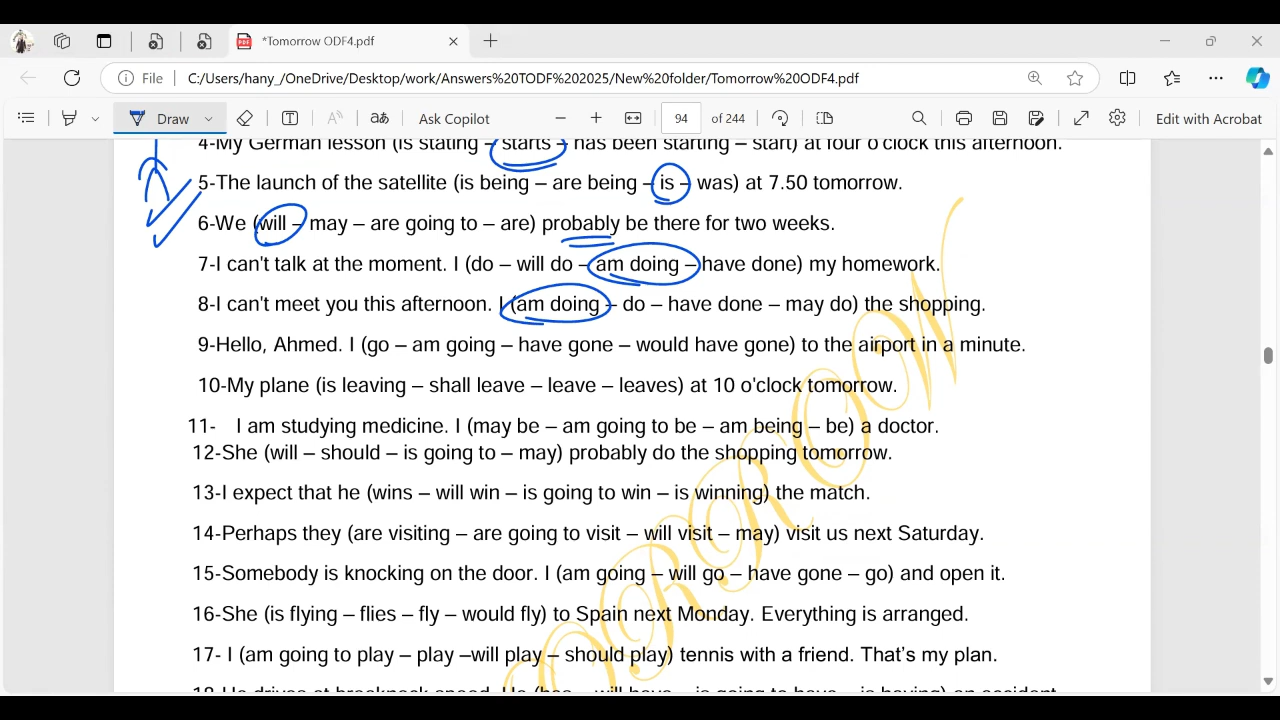 *Tomorrow ODF4.pdf
File
C:/Users/hany_/OneDrive/Desktop/work/Answers%20TODF%202025/New%20folder/Tomorrow%20ODF4.pdf
Draw
Ask Copilot
94 of 244
Edit with Acrobat
4-My German lesson (is stating – starts – has been starting – start) at four o'clock this afternoon.
5-The launch of the satellite (is being – are being – is – was) at 7.50 tomorrow.
6-We (will – may – are going to – are) probably be there for two weeks.
7-I can't talk at the moment. I (do – will do – am doing – have done) my homework.
8-I can't meet you this afternoon. I (am doing – do – have done – may do) the shopping.
9-Hello, Ahmed. I (go – am going – have gone – would have gone) to the airport in a minute.
10-My plane (is leaving – shall leave – leave – leaves) at 10 o'clock tomorrow.
11- I am studying medicine. I (may be – am going to be – am being – be) a doctor.
12-She (will – should – is going to – may) probably do the shopping tomorrow.
13-I expect that he (wins – will win – is going to win – is winning) the match.
14-Perhaps they (are visiting – are going to visit – will visit – may) visit us next Saturday.
15-Somebody is knocking on the door. I (am going – will go – have gone – go) and open it.
16-She (is flying – flies – fly – would fly) to Spain next Monday. Everything is arranged.
17- I (am going to play – play –will play – should play) tennis with a friend. That's my plan.